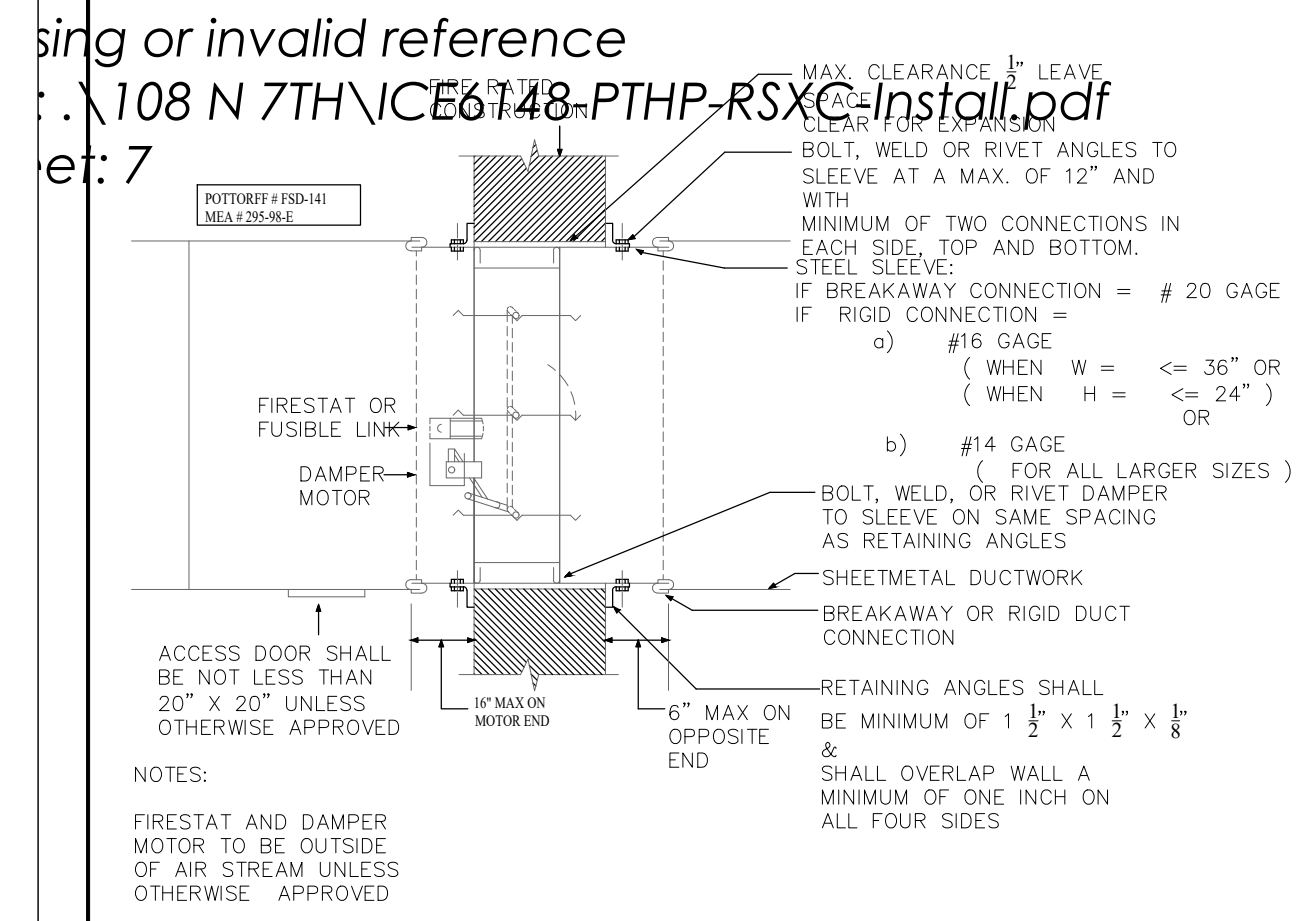 sing or invalid reference
: .\108 N 7TH\ICE6148-PTHP-RSXC-Install.pdf
eet: 7
FIRE RATED
CONSTRUCTION
MAX. CLEARANCE 1/2” LEAVE
SPACE
CLEAR FOR EXPANSION
BOLT, WELD OR RIVET ANGLES TO
SLEEVE AT A MAX. OF 12” AND
WITH
MINIMUM OF TWO CONNECTIONS IN
EACH SIDE, TOP AND BOTTOM.
POTTORFF # FSD-141
MEA # 295-98-E
STEEL SLEEVE:
IF BREAKAWAY CONNECTION = # 20 GAGE
IF RIGID CONNECTION =
a) #16 GAGE
( WHEN W = <= 36” OR
( WHEN H = <= 24” )
OR
b) #14 GAGE
( FOR ALL LARGER SIZES )
FIRESTAT OR
FUSIBLE LINK
DAMPER
MOTOR
BOLT, WELD, OR RIVET DAMPER
TO SLEEVE ON SAME SPACING
AS RETAINING ANGLES
SHEETMETAL DUCTWORK
BREAKAWAY OR RIGID DUCT
CONNECTION
ACCESS DOOR SHALL
BE NOT LESS THAN
20” X 20” UNLESS
OTHERWISE APPROVED
16" MAX ON
MOTOR END
6” MAX ON
OPPOSITE
END
RETAINING ANGLES SHALL
BE MINIMUM OF 1 1/2” X 1 1/2” X 1/8”
&
SHALL OVERLAP WALL A
MINIMUM OF ONE INCH ON
ALL FOUR SIDES
NOTES:
FIRESTAT AND DAMPER
MOTOR TO BE OUTSIDE
OF AIR STREAM UNLESS
OTHERWISE APPROVED